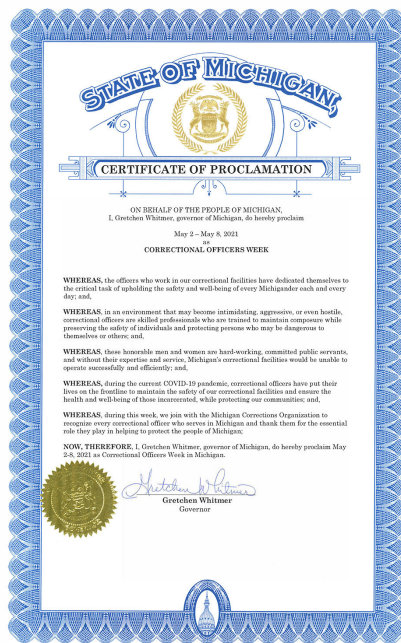 STATE OF MICHIGAN,
CERTIFICATE OF PROCLAMATION
ON BEHALF OF THE PEOPLE OF MICHIGAN,
I, Gretchen Whitmer, governor of Michigan, do hereby proclaim
May 2 – May 8, 2021
as
CORRECTIONAL OFFICERS WEEK
WHEREAS, the officers who work in our correctional facilities have dedicated themselves to
the critical task of upholding the safety and well-being of every Michigander each and every
day; and,
WHEREAS, in an environment that may become intimidating, aggressive, or even hostile,
correctional officers are skilled professionals who are trained to maintain composure while
preserving the safety of individuals and protecting persons who may be dangerous to
themselves or others; and,
WHEREAS, these honorable men and women are hard-working, committed public servants,
and without their expertise and service, Michigan's correctional facilities would be unable to
operate successfully and efficiently; and,
WHEREAS, during the current COVID-19 pandemic, correctional officers have put their
lives on the frontline to maintain the safety of our correctional facilities and ensure the
health and well-being of those incarcerated, while protecting our communities; and,
WHEREAS, during this week, we join with the Michigan Corrections Organization to
recognize every correctional officer who serves in Michigan and thank them for the essential
role they play in helping to protect the people of Michigan;
NOW, THEREFORE, I, Gretchen Whitmer, governor of Michigan, do hereby proclaim May
2-8, 2021 as Correctional Officers Week in Michigan.
Gretchen Whitmer
Gretchen Whitmer
Governor